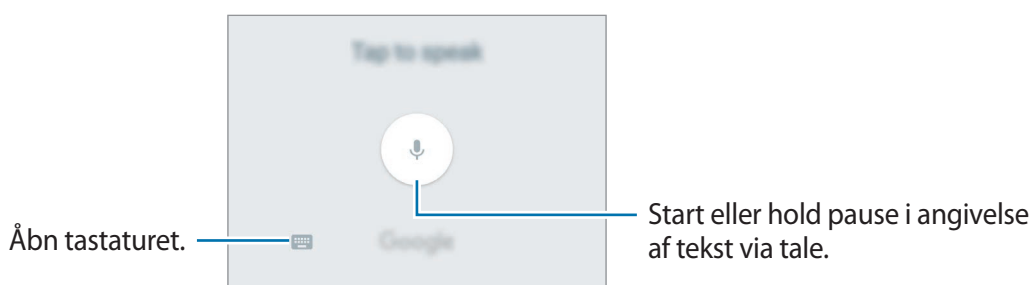 Tap to speak
Åbn tastaturet.
Google
Start eller hold pause i angivelse
af tekst via tale.